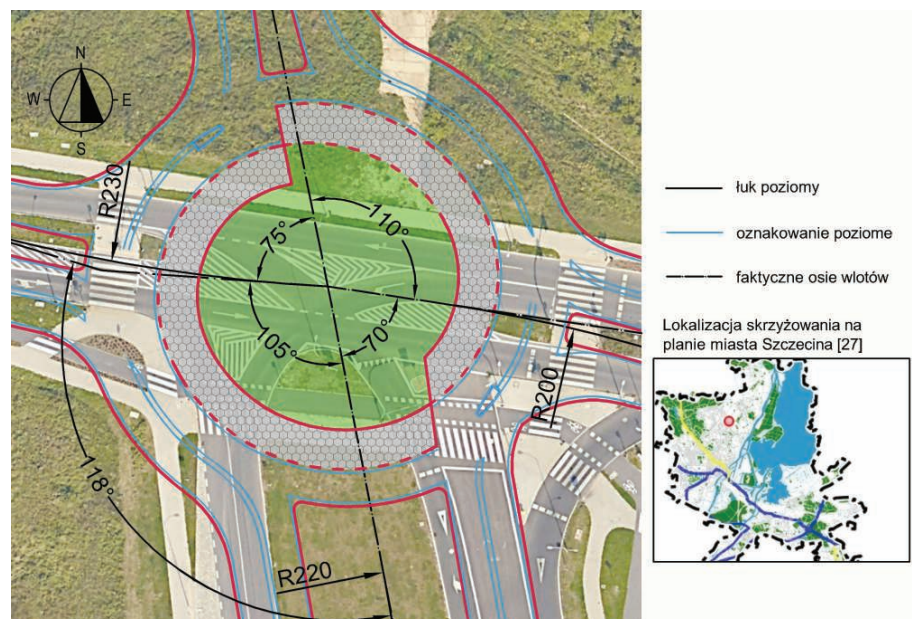 N
W
E
S
R230
75°
110°
105°
70°
R200
118°
R220
łuk poziomy
oznakowanie poziome
faktyczne osie wlotów
Lokalizacja skrzyżowania na
planie miasta Szczecina [27]